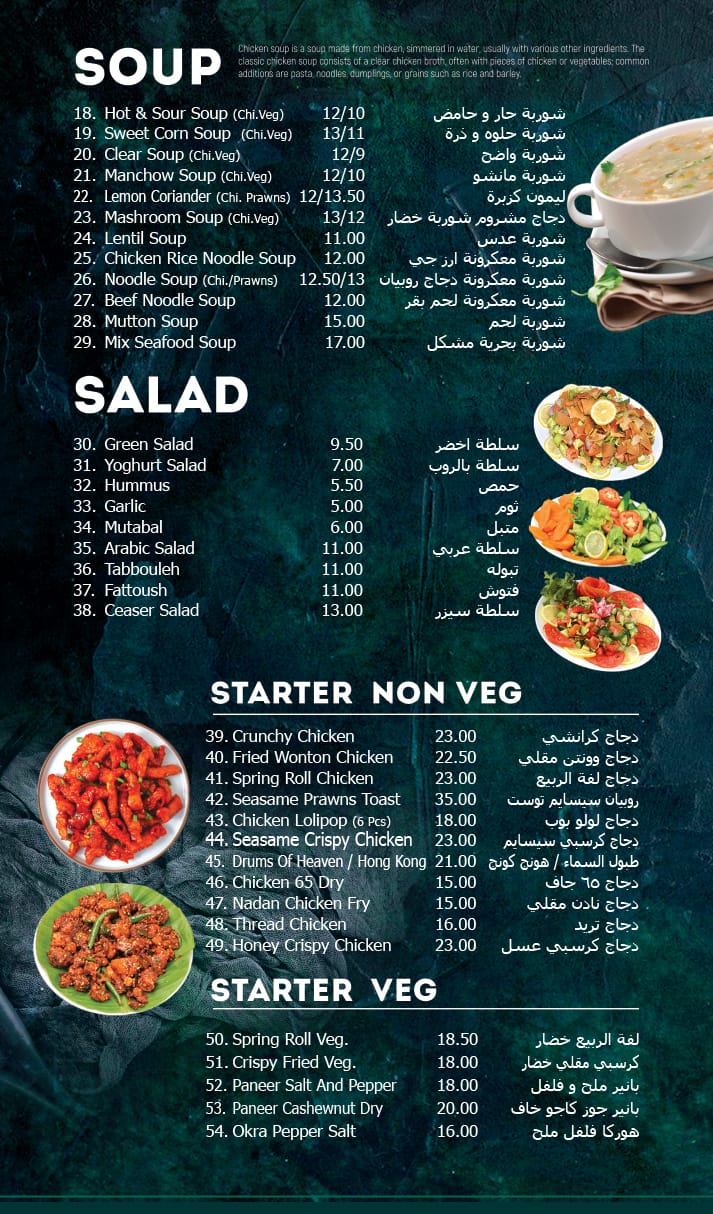 SOUP
Chicken soup is a soup made from chicken, simmered in water, usually with various other ingredients. The
classic chicken soup consists of a clear chicken broth, often with pieces of chicken or vegetables; common
additions are pasta, noodles, dumplings, or grains such as rice and barley.
18. Hot & Sour Soup (Chi.Veg) 12/10 شوربة حار و حامض
19. Sweet Corn Soup (Chi.Veg) 13/11 شوربة حلوه و ذرة
20. Clear Soup (Chi.Veg) 12/9 شوربة واضح
21. Manchow Soup (Chi.Veg) 12/10 شوربة مانشو
22. Lemon Coriander (Chi. Prawns) 12/13.50 ليمون كزبرة
23. Mashroom Soup (Chi.Veg) 13/12 دجاج مشروم شوربة خضار
24. Lentil Soup 11.00 شوربة عدس
25. Chicken Rice Noodle Soup 12.00 شوربة معكرونة ارز جي
26. Noodle Soup (Chi./Prawns) 12.50/13 شوربة معكرونة دجاج روبيان
27. Beef Noodle Soup 12.00 شوربة معكرونة لحم بقر
28. Mutton Soup 15.00 شوربة لحم
29. Mix Seafood Soup 17.00 شوربة بحرية مشكل
SALAD
30. Green Salad 9.50 سلطة اخضر
31. Yoghurt Salad 7.00 سلطة بالروب
32. Hummus 5.50 حمص
33. Garlic 5.00 ثوم
34. Mutabal 6.00 متبل
35. Arabic Salad 11.00 سلطة عربي
36. Tabbouleh 11.00 تبوله
37. Fattoush 11.00 فتوش
38. Ceaser Salad 13.00 سلطة سيزر
STARTER NON VEG
39. Crunchy Chicken 23.00 دجاج كرانشي
40. Fried Wonton Chicken 22.50 دجاج وونتن مقلي
41. Spring Roll Chicken 23.00 دجاج لفة الربيع
42. Seasame Prawns Toast 35.00 روبيان سيسايم توست
43. Chicken Lolipop (6 Pcs) 18.00 دجاج لولو بوب
44. Seasame Crispy Chicken 23.00 دجاج كرسبي سيسايم
45. Drums Of Heaven / Hong Kong 21.00 طبول السماء / هونج كونج
46. Chicken 65 Dry 15.00 دجاج ٦٥ جاف
47. Nadan Chicken Fry 15.00 دجاج نادن مقلي
48. Thread Chicken 16.00 دجاج تريد
49. Honey Crispy Chicken 23.00 دجاج كرسبي عسل
STARTER VEG
50. Spring Roll Veg. 18.50 لفة الربيع خضار
51. Crispy Fried Veg. 18.00 كرسبي مقلي خضار
52. Paneer Salt And Pepper 18.00 بانير ملح و فلفل
53. Paneer Cashewnut Dry 20.00 بانير جوز كاجو خاف
54. Okra Pepper Salt 16.00 هوركا فلفل ملح